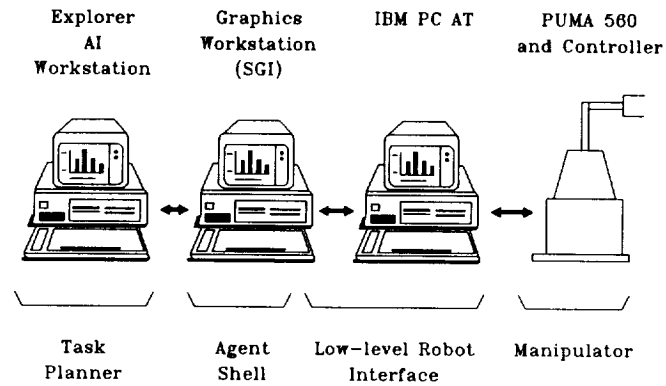 Explorer
AI
Workstation
Graphics
Workstation
(SGI)
IBM PC AT
PUMA 560
and Controller
Task
Planner
Agent
Shell
Low-level Robot
Interface
Manipulator